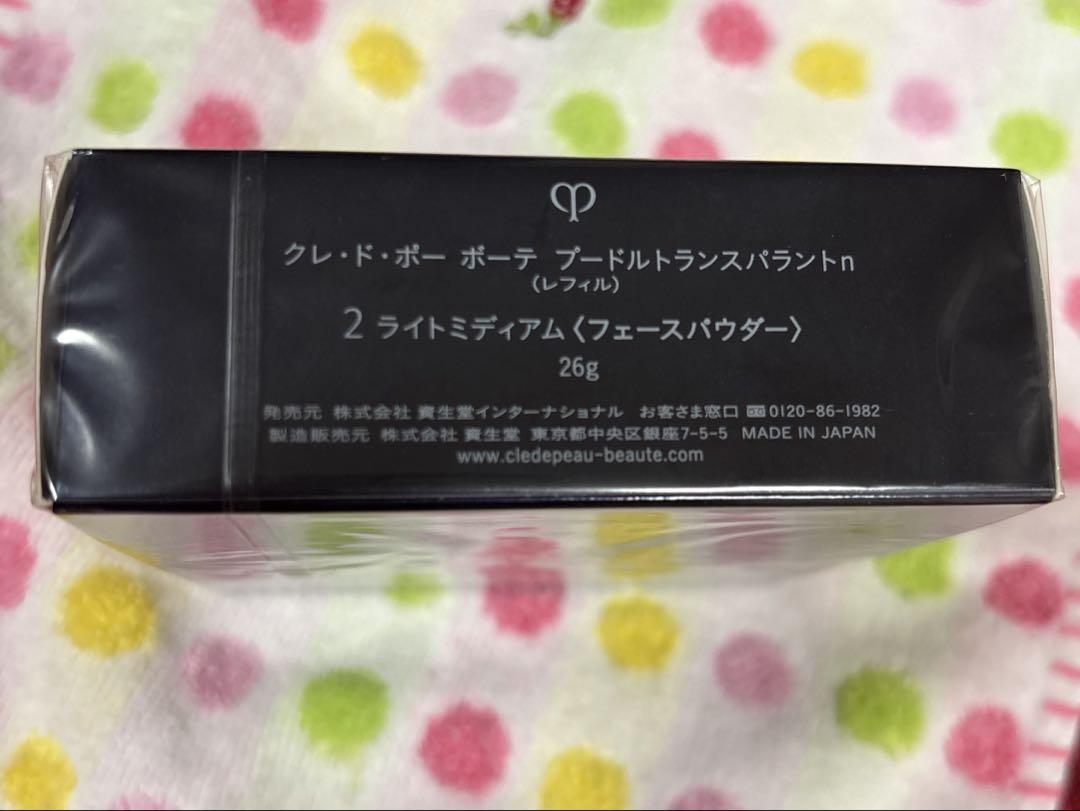 クレ・ド・ポー ボーテ プードルトランスパラントn
(レフィル)
2 ライトミディアム〈フェースパウダー〉
26g
発売元 株式会社 資生堂インターナショナル お客さま窓口 0120-86-1982
製造販売元 株式会社 資生堂 東京都中央区銀座7-5-5 MADE IN JAPAN
www.cledepeau-beaute.com